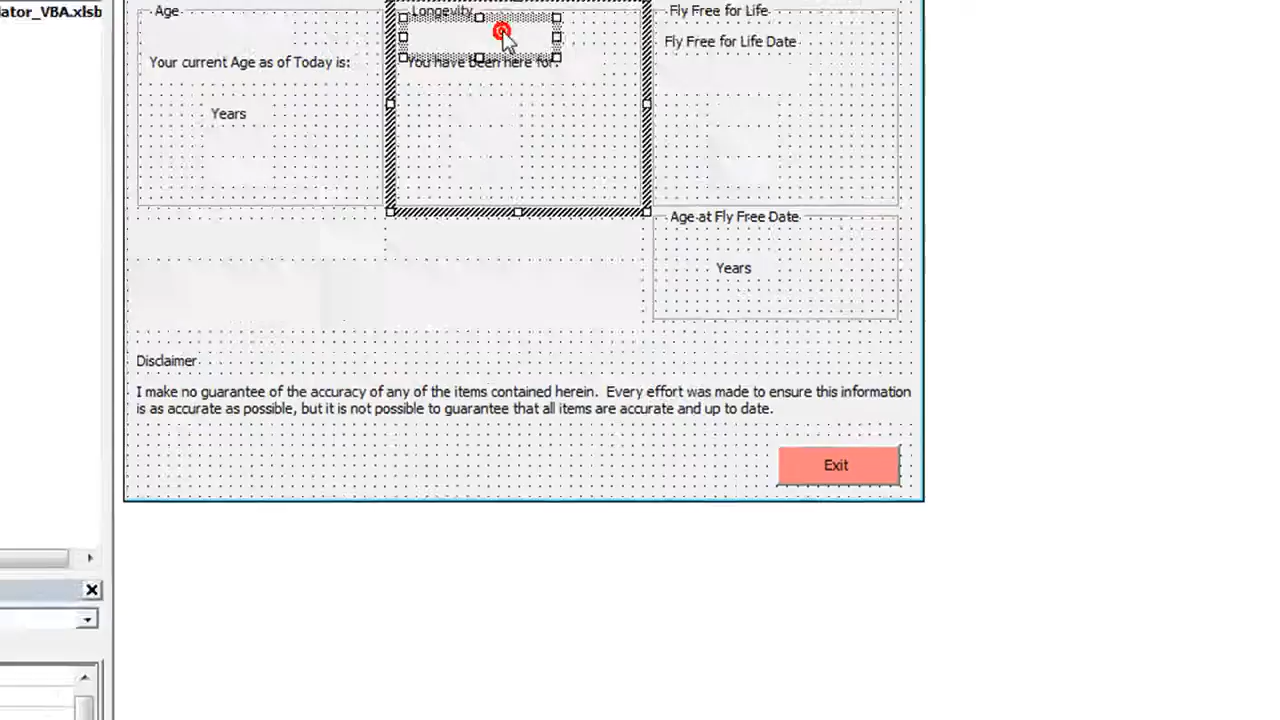 ator_VBA.xlsb
Age
Longevity
Fly Free for Life
Fly Free for Life Date
Your current Age as of Today is:
You have been here for:
Years
Age at Fly Free Date
Years
Disclaimer
I make no guarantee of the accuracy of any of the items contained herein. Every effort was made to ensure this information
is as accurate as possible, but it is not possible to guarantee that all items are accurate and up to date.
Exit